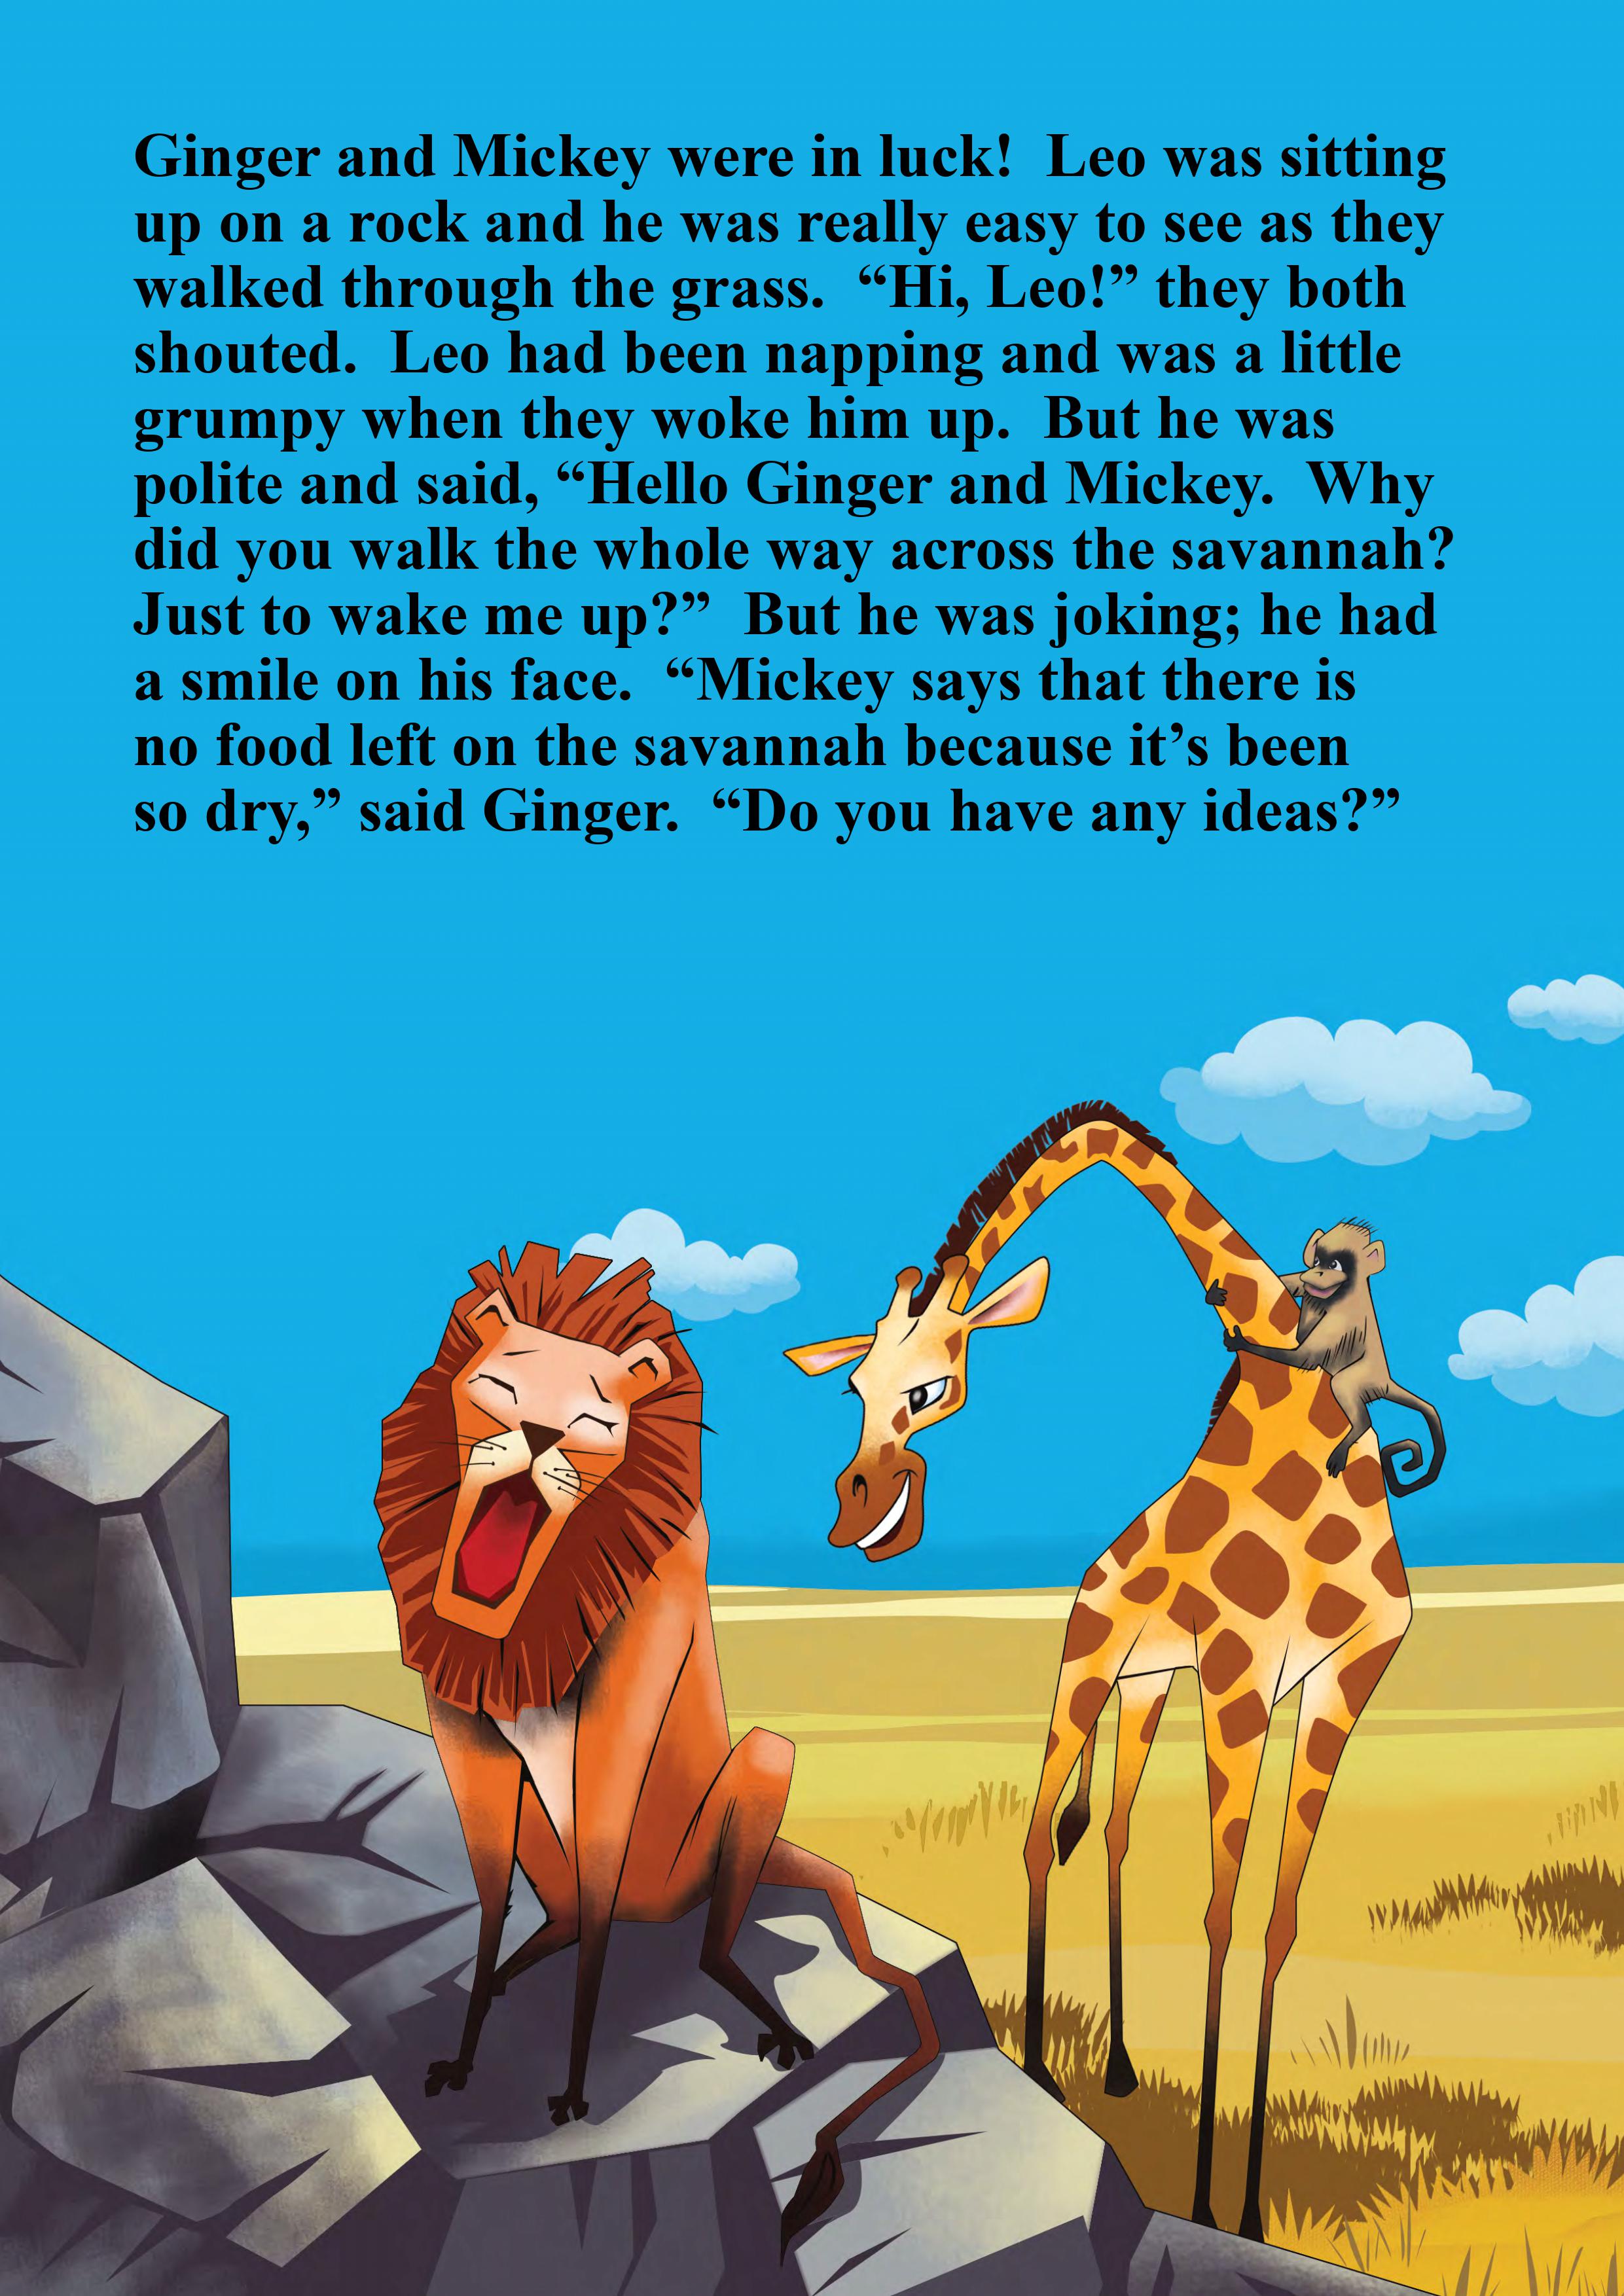 Ginger and Mickey were in luck!  Leo was sitting
up on a rock and he was really easy to see as they
walked through the grass.  “Hi, Leo!” they both
shouted.  Leo had been napping and was a little
grumpy when they woke him up.  But he was
polite and said, “Hello Ginger and Mickey.  Why
did you walk the whole way across the savannah?
Just to wake me up?”  But he was joking; he had
a smile on his face.  “Mickey says that there is
no food left on the savannah because it’s been
so dry,” said Ginger.  “Do you have any ideas?”